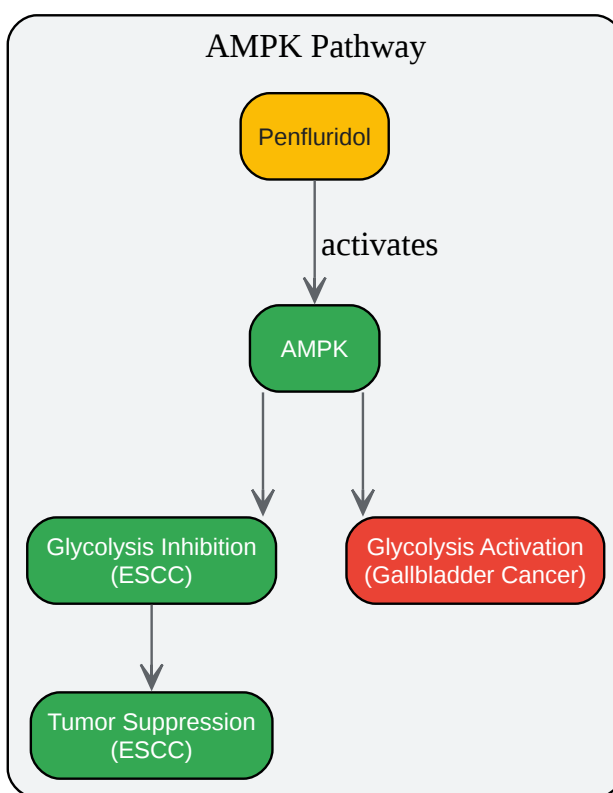 AMPK Pathway
Penfluridol
activates
AMPK
Glycolysis Inhibition
(ESCC)
Glycolysis Activation
(Gallbladder Cancer)
Tumor Suppression
(ESCC)